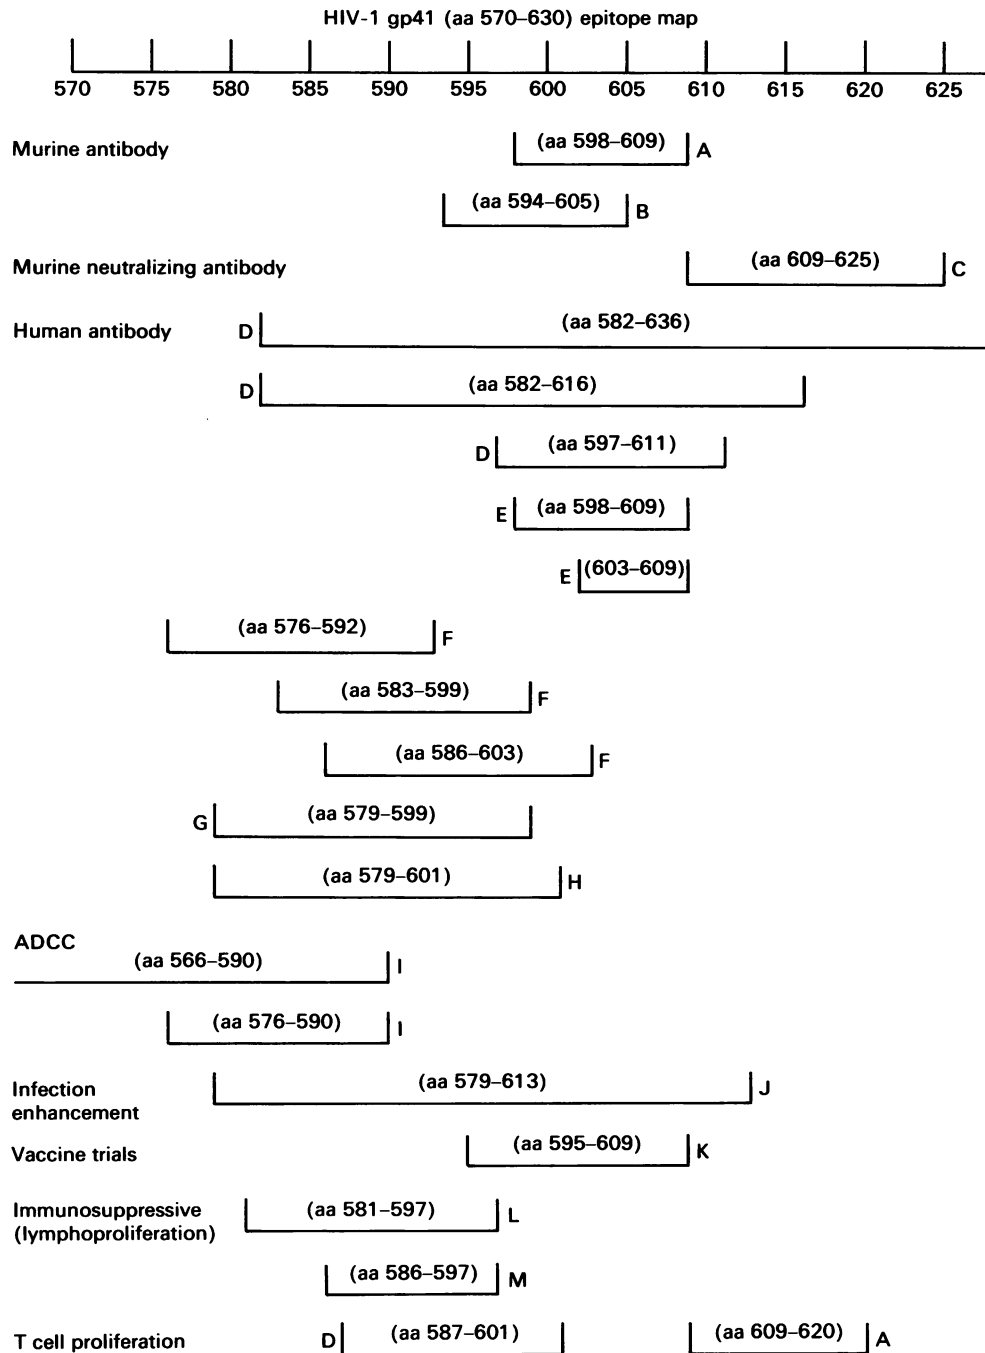 HIV-1 gp41 (aa 570–630) epitope map
570 575 580 585 590 595 600 605 610 615 620 625
Murine antibody (aa 598–609) A
(aa 594–605) B
Murine neutralizing antibody (aa 609–625) C
Human antibody D (aa 582–636)
D (aa 582–616)
D (aa 597–611)
E (aa 598–609)
E (603–609)
(aa 576–592) F
(aa 583–599) F
(aa 586–603) F
G (aa 579–599)
(aa 579–601) H
ADCC
(aa 566–590) I
(aa 576–590) I
Infection (aa 579–613) J
enhancement
Vaccine trials (aa 595–609) K
Immunosuppressive (aa 581–597) L
(lymphoproliferation)
(aa 586–597) M
T cell proliferation D (aa 587–601) (aa 609–620) A